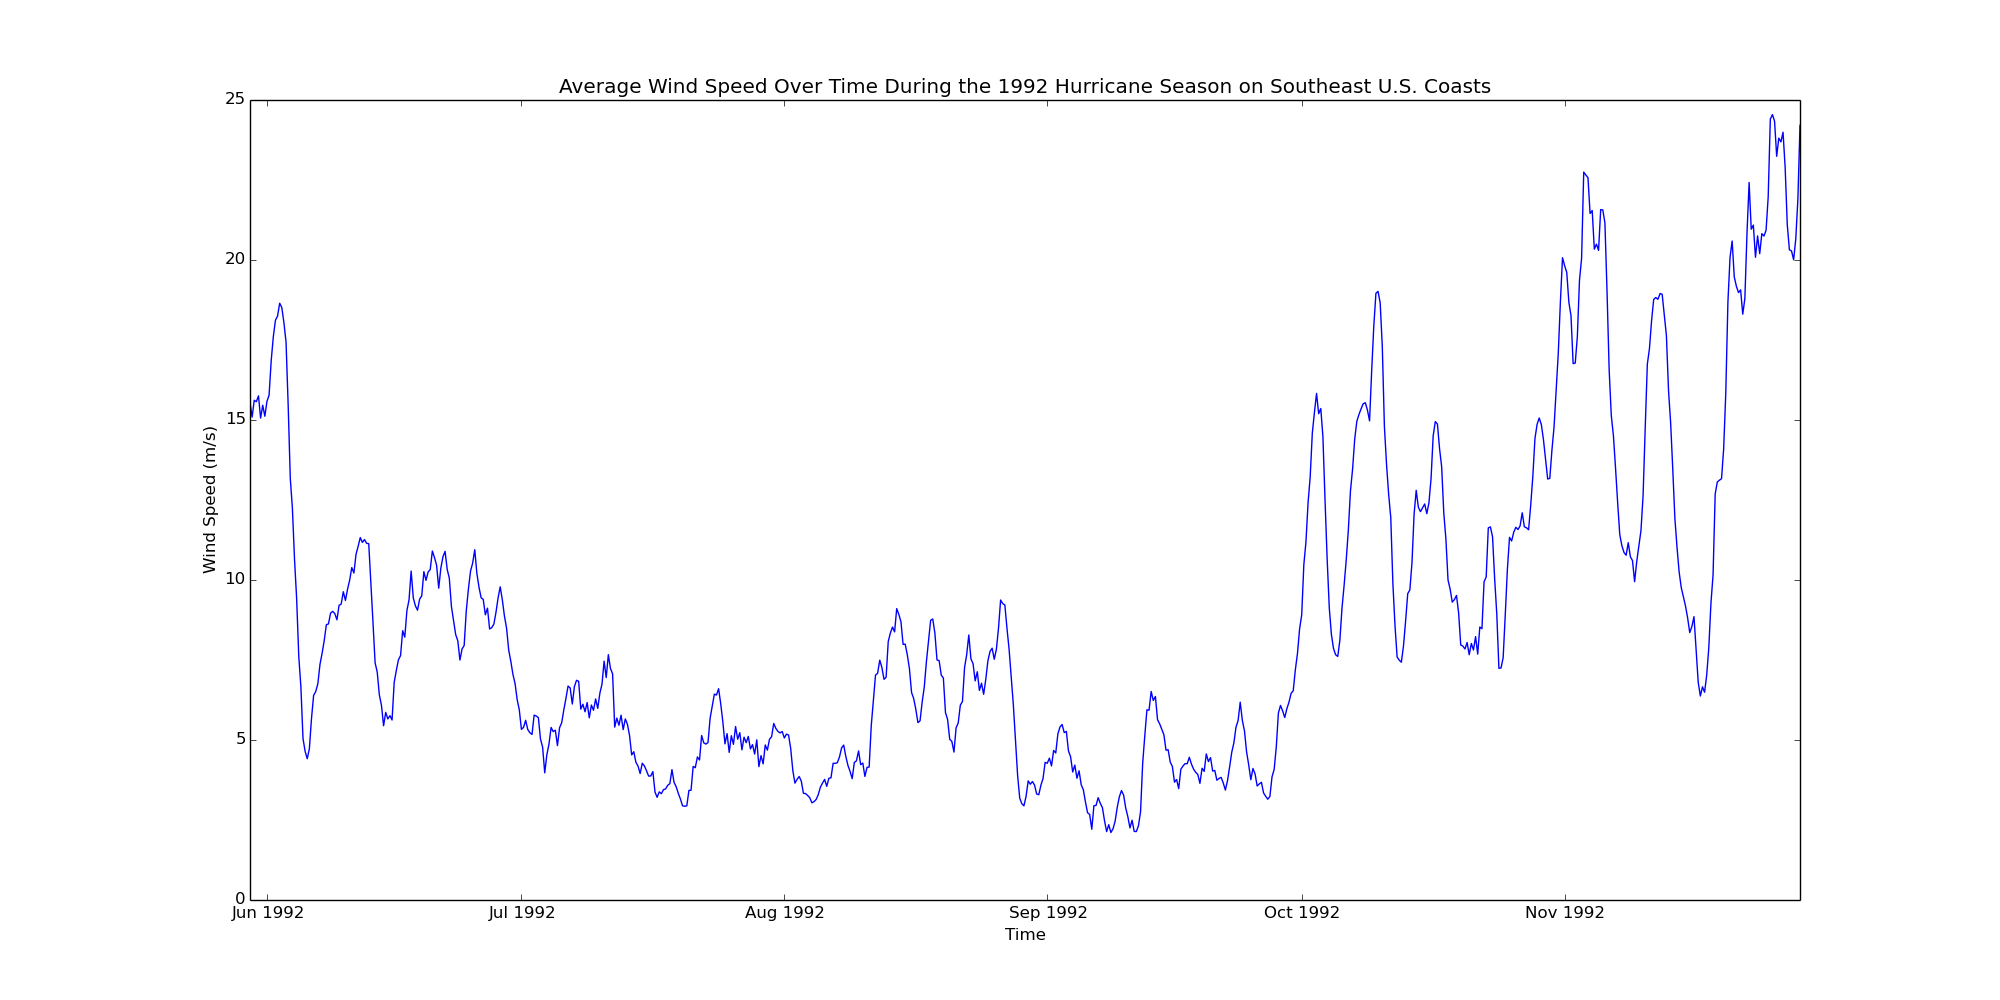 Average Wind Speed Over Time During the 1992 Hurricane Season on Southeast U.S. Coasts
25
20
15
10
5
0
Wind Speed (m/s)
Jun 1992 Jul 1992 Aug 1992 Sep 1992 Oct 1992 Nov 1992
Time